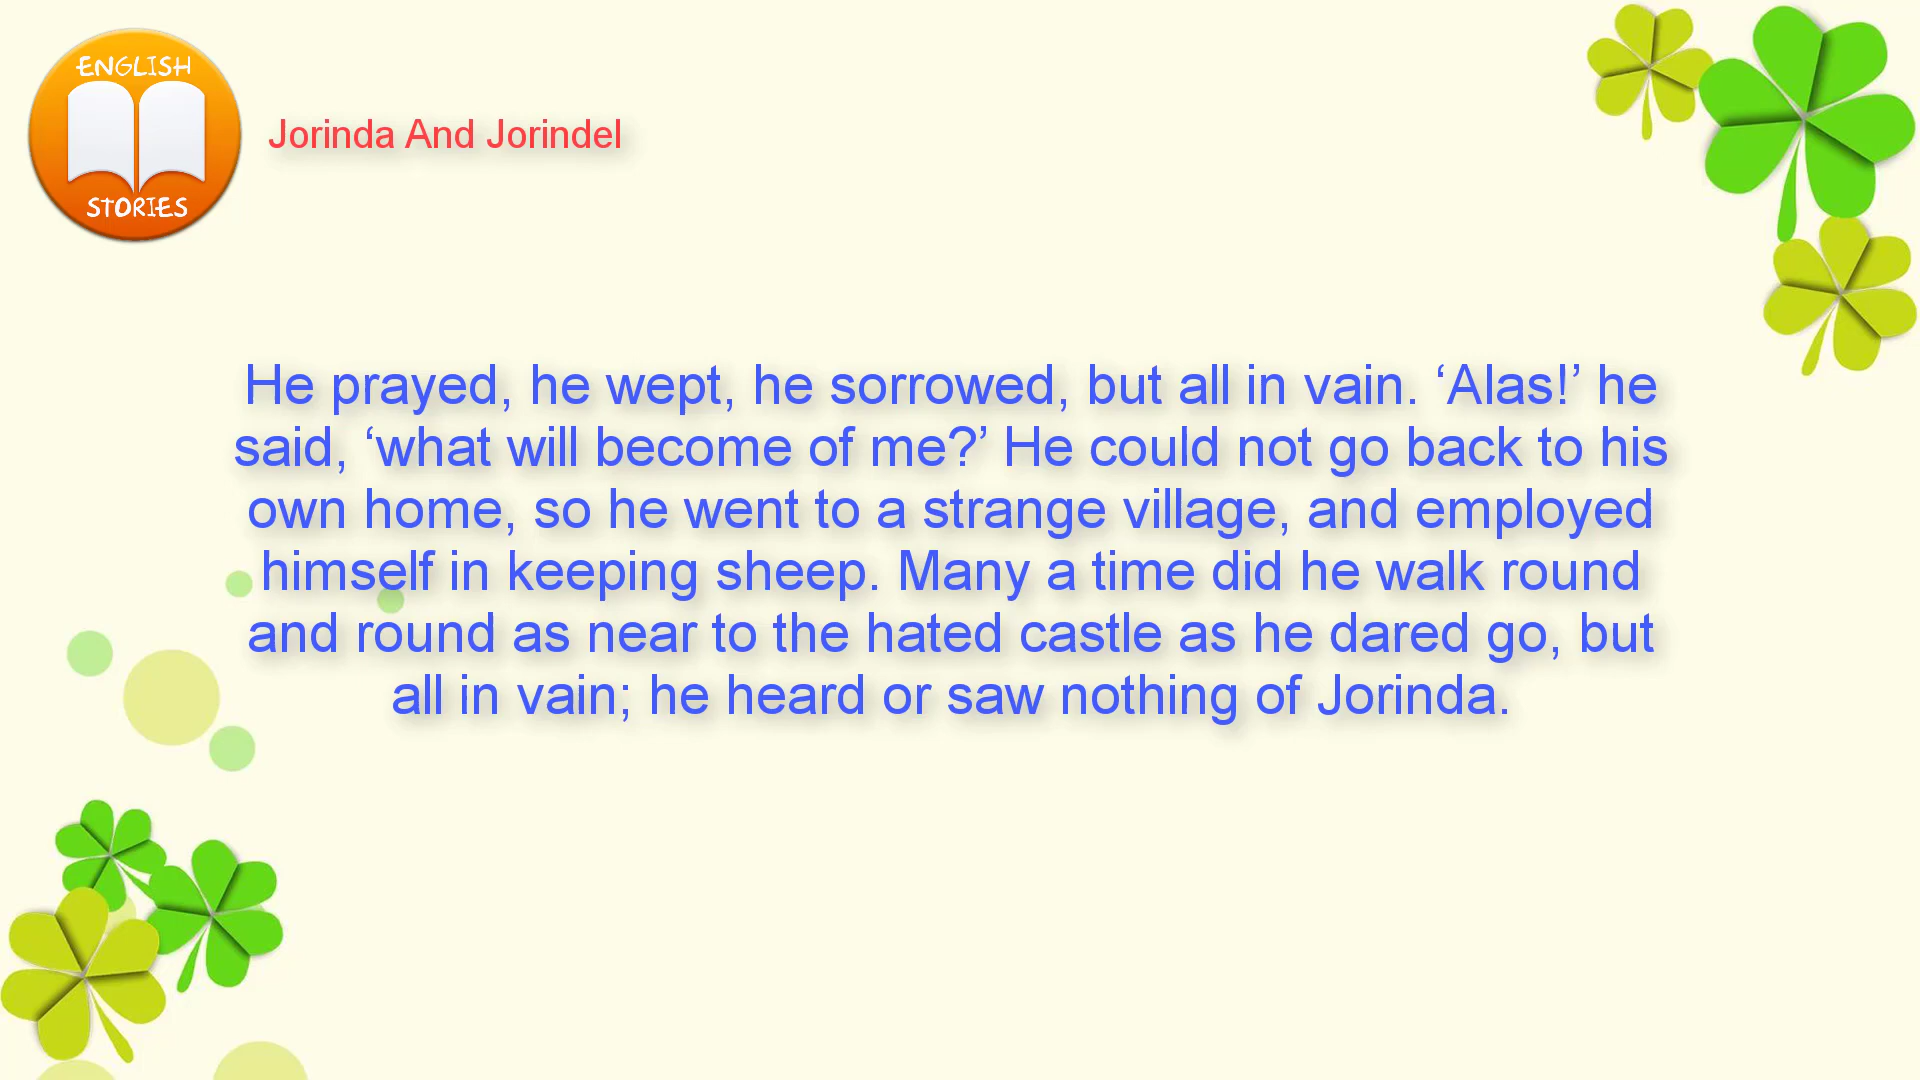 ENGLISH
STORIES
Jorinda And Jorindel
He prayed, he wept, he sorrowed, but all in vain. ‘Alas!’ he
said, ‘what will become of me?’ He could not go back to his
own home, so he went to a strange village, and employed
himself in keeping sheep. Many a time did he walk round
and round as near to the hated castle as he dared go, but
all in vain; he heard or saw nothing of Jorinda.